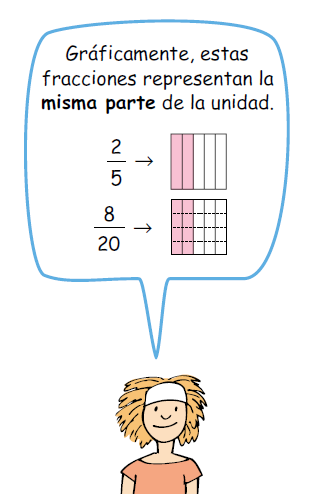 Gráficamente, estas
fracciones representan la
misma parte de la unidad.
2
5 →
8
20 →